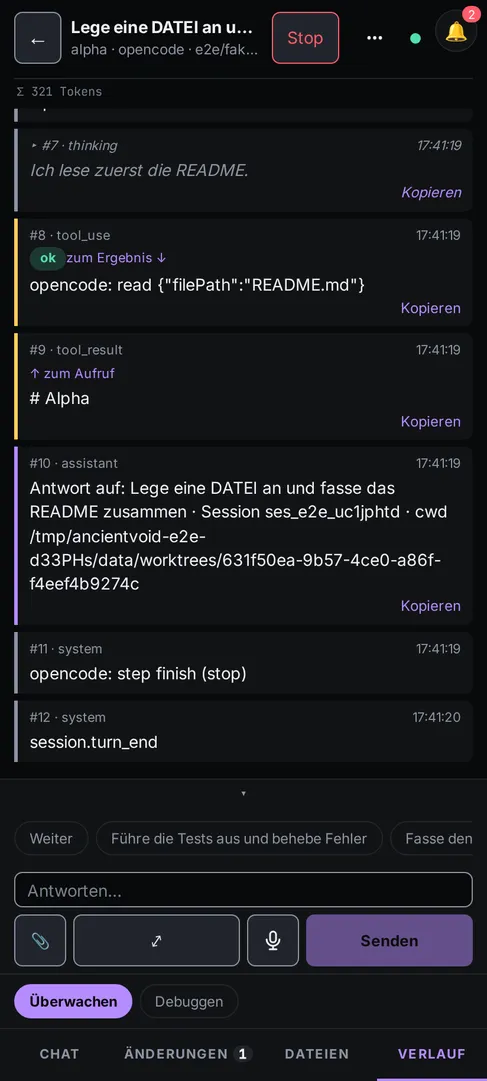 ←
Lege eine DATEI an u...
alpha · opencode · e2e/fak...
Stop
•••
2
Σ 321 Tokens
▸ #7 · thinking
17:41:19
Ich lese zuerst die README.
Kopieren
#8 · tool_use
17:41:19
ok zum Ergebnis ↓
opencode: read {"filePath":"README.md"}
Kopieren
#9 · tool_result
17:41:19
↑ zum Aufruf
# Alpha
Kopieren
#10 · assistant
17:41:19
Antwort auf: Lege eine DATEI an und fasse das
README zusammen · Session ses_e2e_uc1jphtd · cwd
/tmp/ancientvoid-e2e-
d33PHs/data/worktrees/631f50ea-9b57-4ce0-a86f-
f4eef4b9274c
Kopieren
#11 · system
17:41:19
opencode: step finish (stop)
#12 · system
17:41:20
session.turn_end
▾
Weiter
Führe die Tests aus und behebe Fehler
Fasse den
Antworten...
Senden
Überwachen
Debuggen
CHAT
ÄNDERUNGEN 1
DATEIEN
VERLAUF